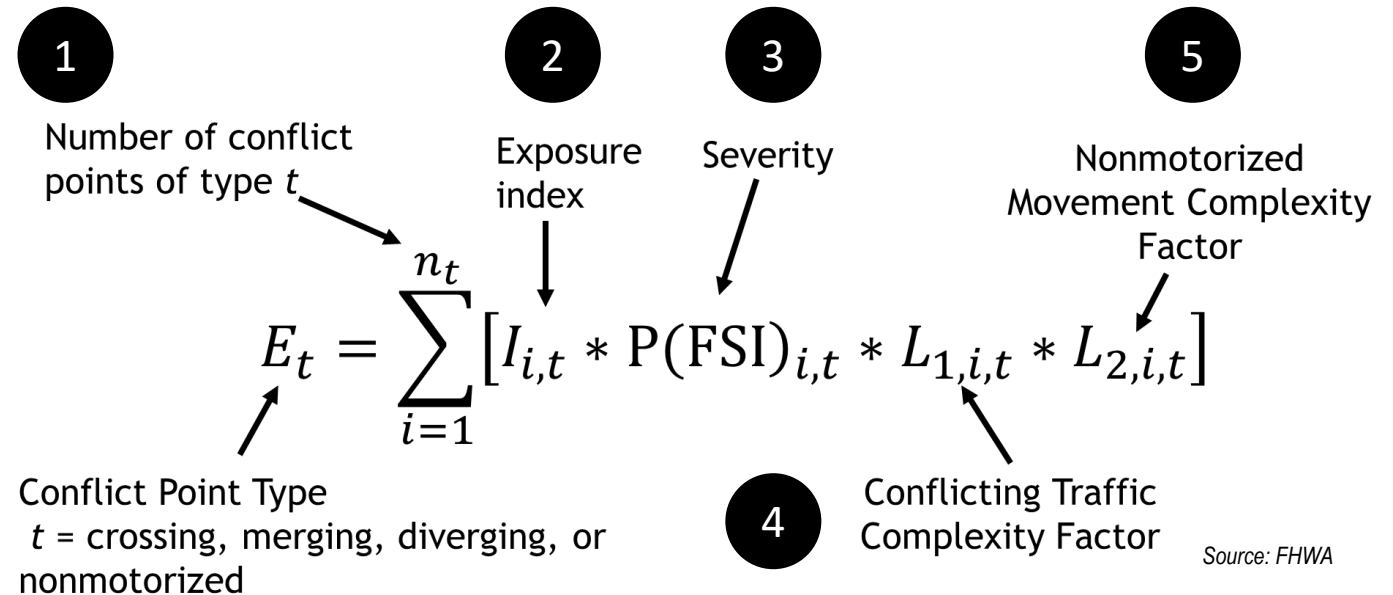 1
2
3
5
Number of conflict
points of type t
Exposure
index
Severity
Nonmotorized
Movement Complexity
Factor
E_t = \sum_{i=1}^{n_t} [I_{i,t} * P(FSI)_{i,t} * L_{1,i,t} * L_{2,i,t}]
Conflict Point Type
t = crossing, merging, diverging, or
nonmotorized
4
Conflicting Traffic
Complexity Factor
Source: FHWA